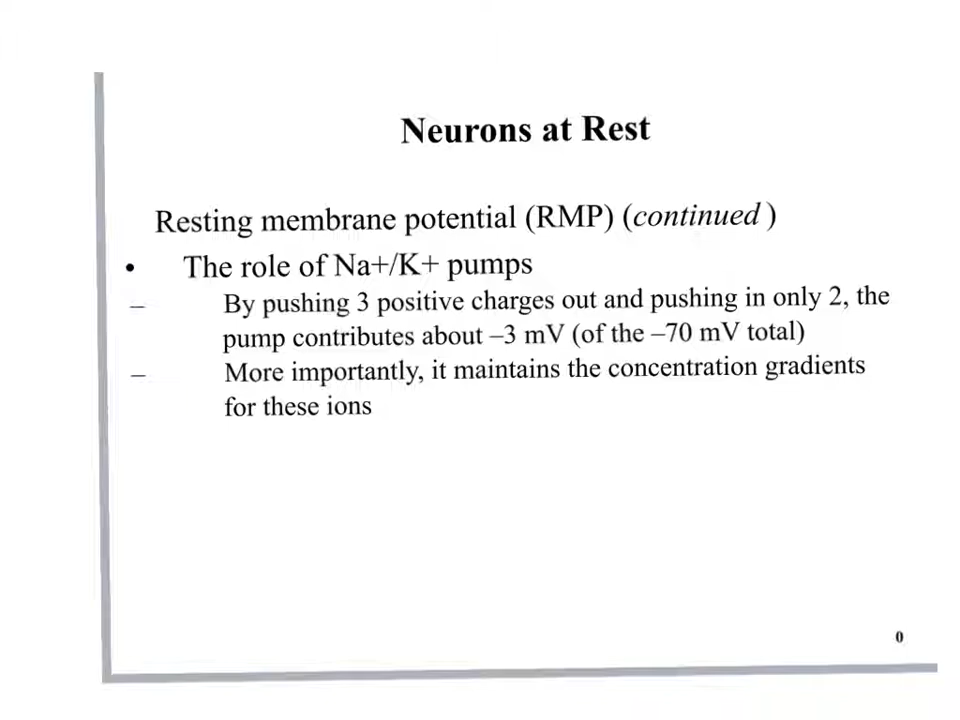 Neurons at Rest
Resting membrane potential (RMP) (continued )
• The role of Na+/K+ pumps
– By pushing 3 positive charges out and pushing in only 2, the
pump contributes about –3 mV (of the –70 mV total)
– More importantly, it maintains the concentration gradients
for these ions
0